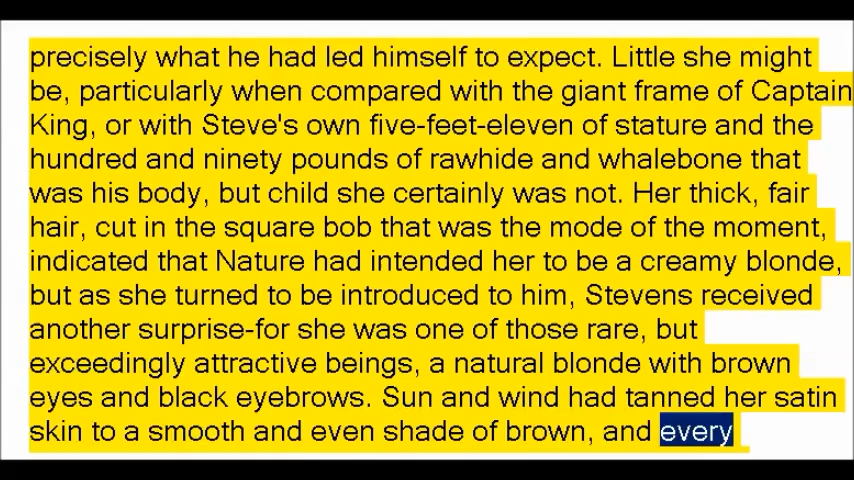 precisely what he had led himself to expect. Little she might
be, particularly when compared with the giant frame of Captain
King, or with Steve's own five-feet-eleven of stature and the
hundred and ninety pounds of rawhide and whalebone that
was his body, but child she certainly was not. Her thick, fair
hair, cut in the square bob that was the mode of the moment,
indicated that Nature had intended her to be a creamy blonde,
but as she turned to be introduced to him, Stevens received
another surprise-for she was one of those rare, but
exceedingly attractive beings, a natural blonde with brown
eyes and black eyebrows. Sun and wind had tanned her satin
skin to a smooth and even shade of brown, and every